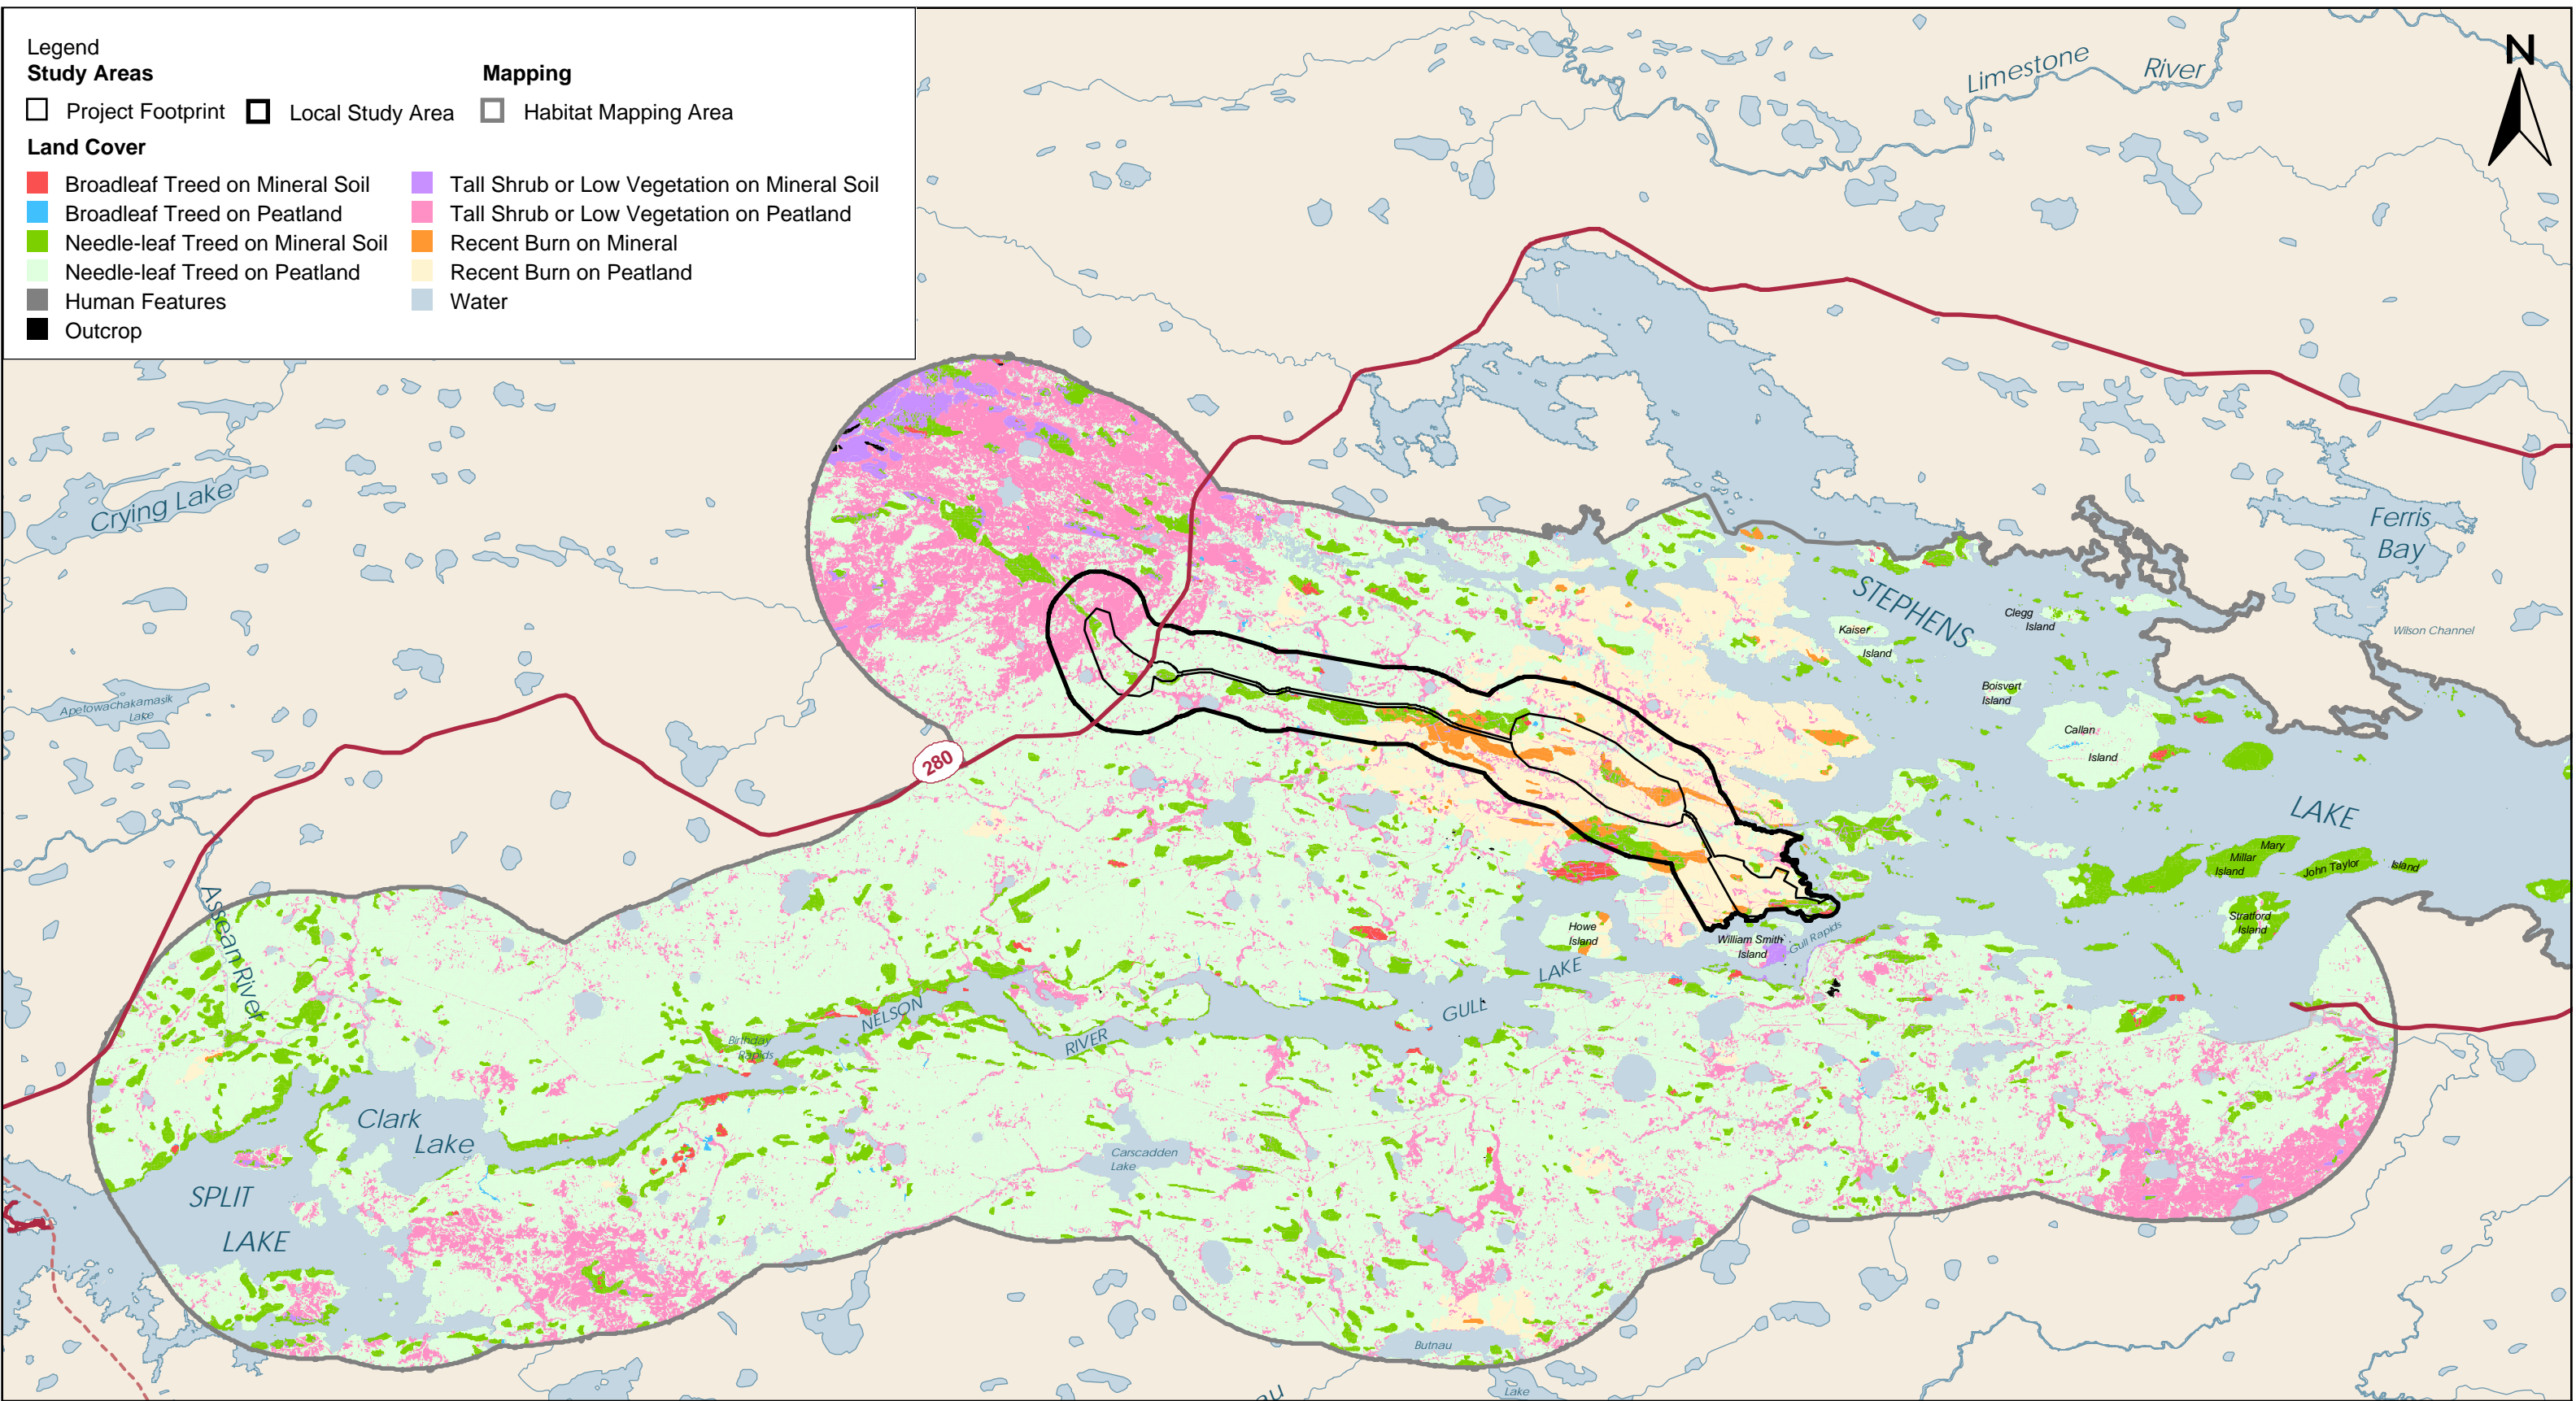 Legend
Study Areas
Mapping
Project Footprint
Local Study Area
Habitat Mapping Area
Land Cover
Broadleaf Treed on Mineral Soil
Tall Shrub or Low Vegetation on Mineral Soil
Broadleaf Treed on Peatland
Tall Shrub or Low Vegetation on Peatland
Needle-leaf Treed on Mineral Soil
Recent Burn on Mineral
Needle-leaf Treed on Peatland
Recent Burn on Peatland
Human Features
Water
Outcrop
N
Limestone
River
Crying Lake
Ferris
Bay
STEPHENS
Clegg
Island
Kaiser
Island
Wilson Channel
Boisvert
Island
Apetowachakamasik
Lake
Callan
Island
280
LAKE
Mary
Millar
Island
John Taylor
Island
Stratford
Island
Assean River
Howe
Island
William Smith
Island
Gull Rapids
LAKE
GULL
NELSON
RIVER
Birthday
Rapids
Clark
Lake
Carscadden
Lake
SPLIT
LAKE
Butnau
Lake
au